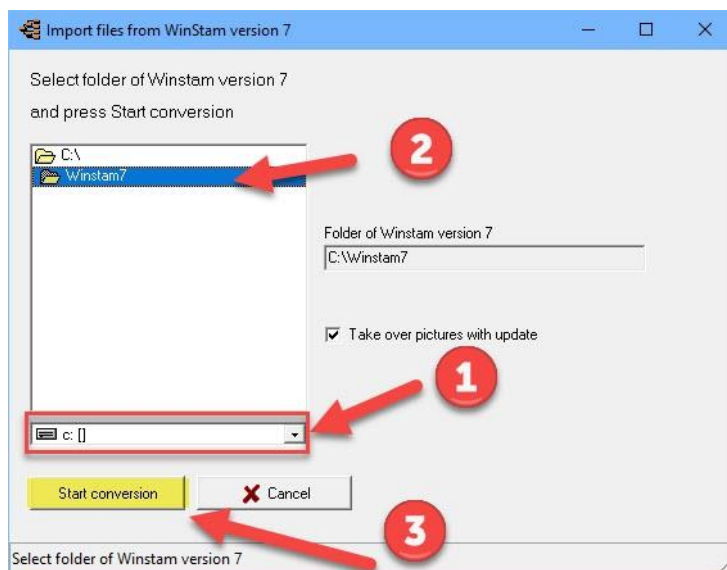 Import files from WinStam version 7
Select folder of Winstam version 7
and press Start conversion
2
C:\
Winstam7
Folder of Winstam version 7
C:\Winstam7
Take over pictures with update
1
c: []
Start conversion
Cancel
3
Select folder of Winstam version 7